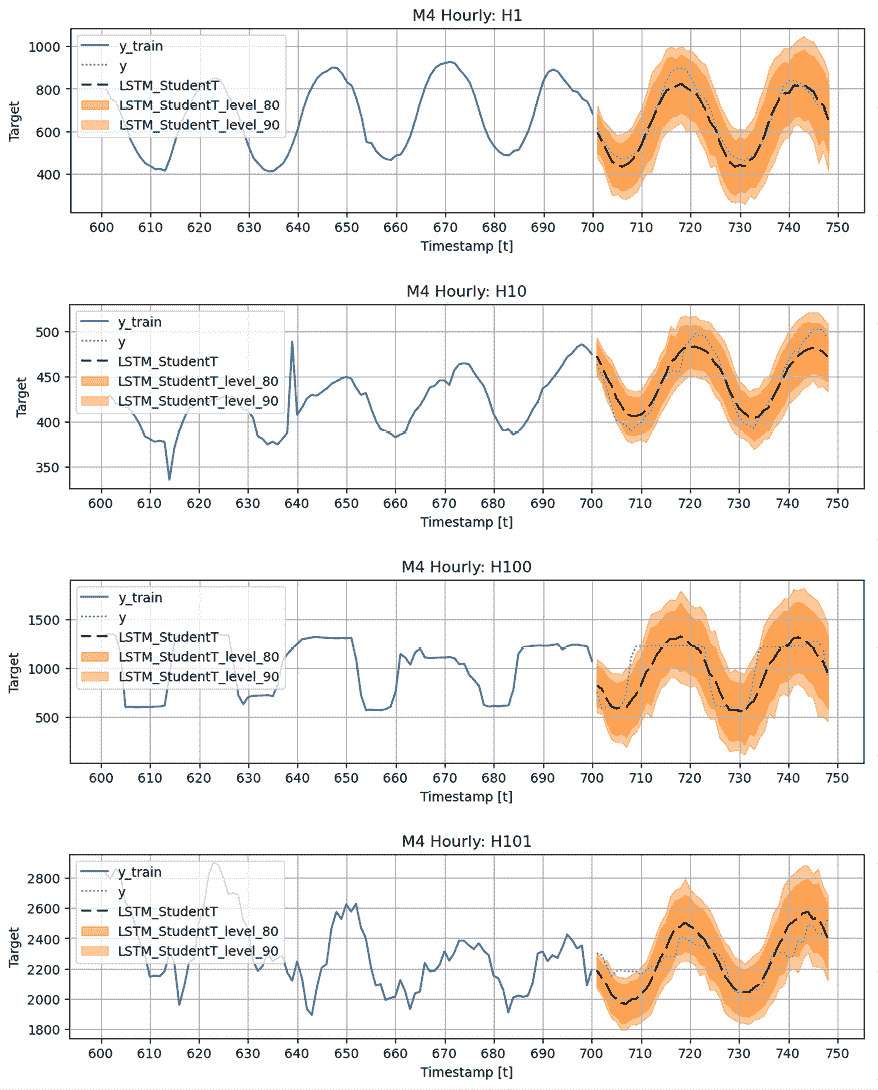 M4 Hourly: H1
1000
800
600
400
Target
y_train
y
LSTM_StudentT
LSTM_StudentT_level_80
LSTM_StudentT_level_90
600 610 620 630 640 650 660 670 680 690 700 710 720 730 740 750
Timestamp [t]
M4 Hourly: H10
500
450
400
350
Target
y_train
y
LSTM_StudentT
LSTM_StudentT_level_80
LSTM_StudentT_level_90
600 610 620 630 640 650 660 670 680 690 700 710 720 730 740 750
Timestamp [t]
M4 Hourly: H100
1500
1000
500
Target
y_train
y
LSTM_StudentT
LSTM_StudentT_level_80
LSTM_StudentT_level_90
600 610 620 630 640 650 660 670 680 690 700 710 720 730 740 750
Timestamp [t]
M4 Hourly: H101
2800
2600
2400
2200
2000
1800
Target
y_train
y
LSTM_StudentT
LSTM_StudentT_level_80
LSTM_StudentT_level_90
600 610 620 630 640 650 660 670 680 690 700 710 720 730 740 750
Timestamp [t]